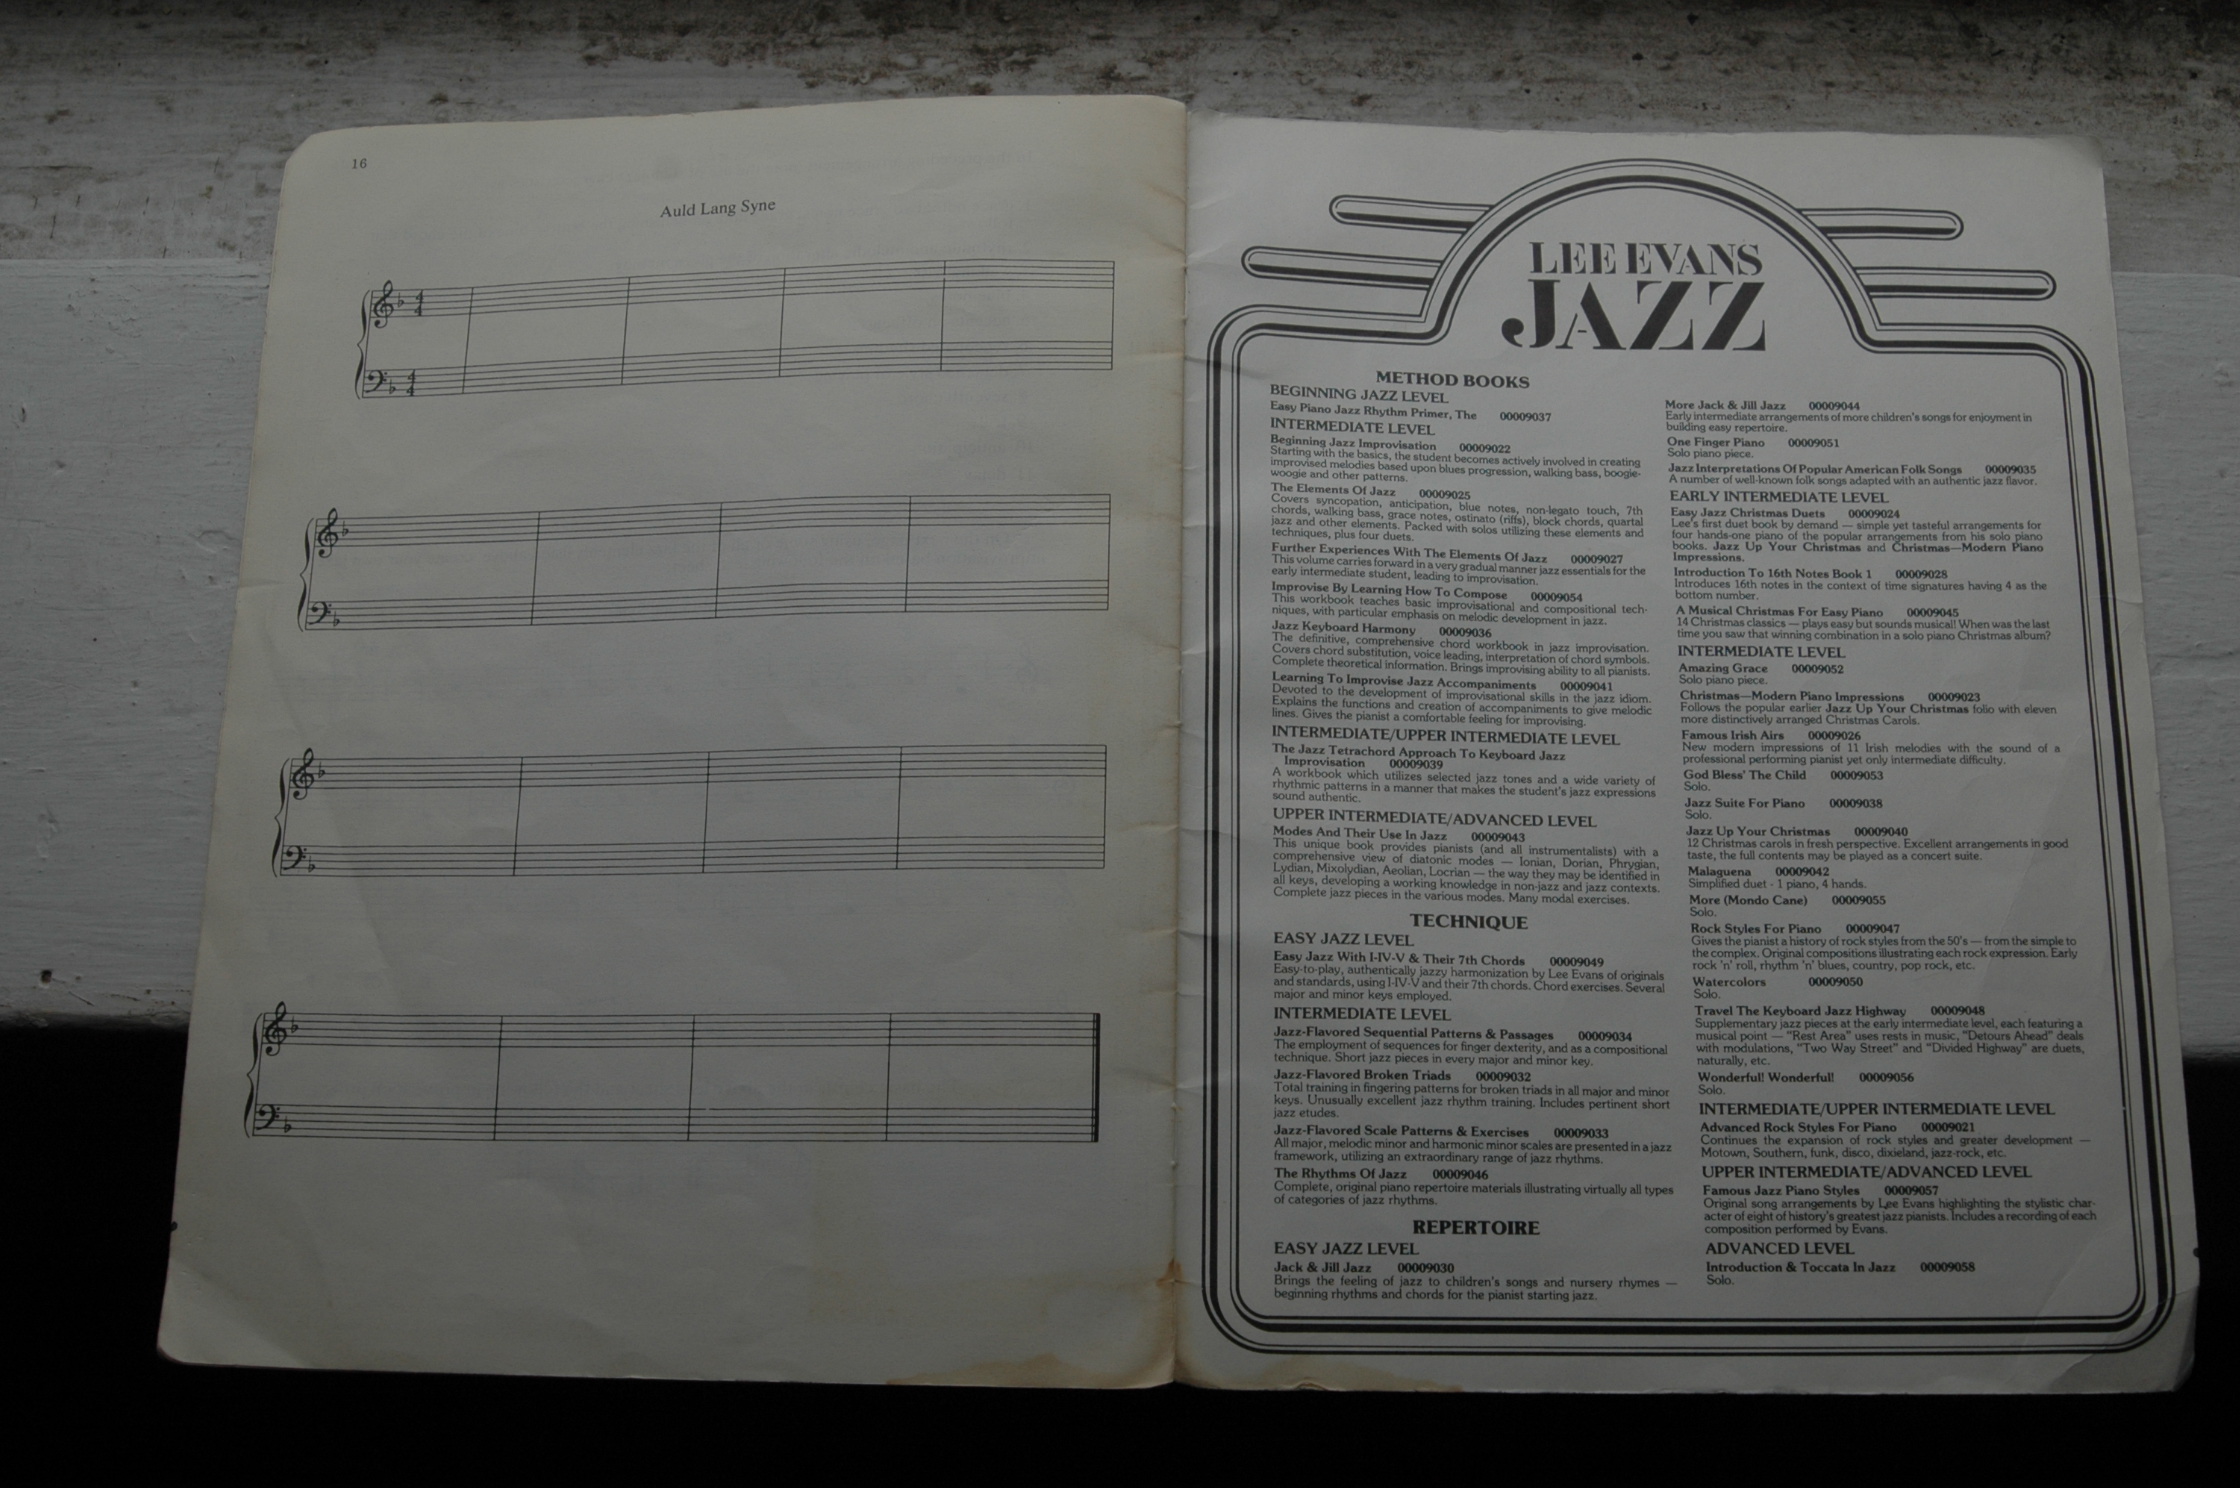 16
Auld Lang Syne
LEE EVANS
JAZZ
METHOD BOOKS
BEGINNING JAZZ LEVEL
Easy Piano Jazz Rhythm Primer, The 0009037
INTERMEDIATE LEVEL
Beginning Jazz Improvisation 00009022
Starting with the basics, the student becomes actively involved in creating
improvised melodies based upon blues progression, walking bass, boogie-
woogie and other patterns.
The Elements Of Jazz 00009025
Covers syncopation, anticipation, blue notes, non-legato touch, 7th
chords, walking bass, grace notes, ostinato (riffs), block chords, quartal
jazz and other elements. Packed with solos utilizing these elements and
techniques, plus four duets.
Further Experiences With The Elements Of Jazz 00009027
This volume carries forward in a very gradual manner jazz essentials for the
early intermediate student, leading to improvisation.
Improvise By Learning How To Compose 00009054
This workbook teaches basic improvisational and compositional tech-
niques, with particular emphasis on melodic development in jazz.
Jazz Keyboard Harmony 00009036
The definitive, comprehensive chord workbook in jazz improvisation.
Covers chord substitution, voice leading, interpretation of chord symbols.
Complete theoretical information. Brings improvising ability to all pianists.
Learning To Improvise Jazz Accompaniments 00009041
Devoted to the development of improvisational skills in the jazz idiom.
Explains the functions and creation of accompaniments to give melodic
lines. Gives the pianist a comfortable feeling for improvising.
INTERMEDIATE/UPPER INTERMEDIATE LEVEL
The Jazz Tetrachord Approach To Keyboard Jazz
Improvisation 00009039
A workbook which utilizes selected jazz tones and a wide variety of
rhythmic patterns in a manner that makes the student's jazz expressions
sound authentic.
UPPER INTERMEDIATE/ADVANCED LEVEL
Modes And Their Use In Jazz 00009043
This unique book provides pianists (and all instrumentalists) with a
comprehensive view of diatonic modes — Ionian, Dorian, Phrygian,
Lydian, Mixolydian, Aeolian, Locrian — the way they may be identified in
all keys, developing a working knowledge in non-jazz and jazz contexts.
Complete jazz pieces in the various modes. Many modal exercises.
TECHNIQUE
EASY JAZZ LEVEL
Easy Jazz With I-IV-V & Their 7th Chords 00009049
Easy-to-play, authentically jazzy harmonization by Lee Evans of originals
and standards, using I-IV-V and their 7th chords. Chord exercises. Several
major and minor keys employed.
INTERMEDIATE LEVEL
Jazz-Flavored Sequential Patterns & Passages 00009034
The employment of sequences for finger dexterity, and as a compositional
technique. Short jazz pieces in every major and minor key.
Jazz-Flavored Broken Triads 00009032
Total training in fingering patterns for broken triads in all major and minor
keys. Unusually excellent jazz rhythm training. Includes pertinent short
jazz etudes.
Jazz-Flavored Scale Patterns & Exercises 00009033
All major, melodic minor and harmonic minor scales are presented in a jazz
framework, utilizing an extraordinary range of jazz rhythms.
The Rhythms Of Jazz 00009046
Complete, original piano repertoire materials illustrating virtually all types
of categories of jazz rhythms.
REPERTOIRE
EASY JAZZ LEVEL
Jack & Jill Jazz 00009030
Brings the feeling of jazz to children's songs and nursery rhymes —
beginning rhythms and chords for the pianist starting jazz.
More Jack & Jill Jazz 00009044
Early intermediate arrangements of more children's songs for enjoyment in
building easy repertoire.
One Finger Piano 00009051
Solo piano piece.
Jazz Interpretations Of Popular American Folk Songs 00009035
A number of well-known folk songs adapted with an authentic jazz flavor.
EARLY INTERMEDIATE LEVEL
Easy Jazz Christmas Duets 00009024
Lee's first duet book by demand — simple yet tasteful arrangements for
four hands-one piano of the popular arrangements from his solo piano
books. Jazz Up Your Christmas and Christmas—Modern Piano
Impressions.
Introduction To 16th Notes Book 1 00009028
Introduces 16th notes in the context of time signatures having 4 as the
bottom number.
A Musical Christmas For Easy Piano 00009045
14 Christmas classics — plays easy but sounds musical! When was the last
time you saw that winning combination in a solo piano Christmas album?
INTERMEDIATE LEVEL
Amazing Grace 00009052
Solo piano piece.
Christmas—Modern Piano Impressions 00009023
Follows the popular earlier Jazz Up Your Christmas folio with eleven
more distinctively arranged Christmas Carols.
Famous Irish Airs 00009026
New modern impressions of 11 Irish melodies with the sound of a
professional performing pianist yet only intermediate difficulty.
God Bless' The Child 00009053
Solo.
Jazz Suite For Piano 00009038
Solo.
Jazz Up Your Christmas 00009040
12 Christmas carols in fresh perspective. Excellent arrangements in good
taste, the full contents may be played as a concert suite.
Malaguena 00009042
Simplified duet - 1 piano, 4 hands.
More (Mondo Cane) 00009055
Solo.
Rock Styles For Piano 00009047
Gives the pianist a history of rock styles from the 50's — from the simple to
the complex. Original compositions illustrating each rock expression. Early
rock 'n' roll, rhythm 'n' blues, country, pop rock, etc.
Watercolors 00009050
Solo.
Travel The Keyboard Jazz Highway 00009048
Supplementary jazz pieces at the early intermediate level, each featuring a
musical point — "Rest Area" uses rests in music, "Detours Ahead" deals
with modulations, "Two Way Street" and "Divided Highway" are duets,
naturally, etc.
Wonderful! Wonderful! 00009056
Solo.
INTERMEDIATE/UPPER INTERMEDIATE LEVEL
Advanced Rock Styles For Piano 00009021
Continues the expansion of rock styles and greater development —
Motown, Southern, funk, disco, dixieland, jazz-rock, etc.
UPPER INTERMEDIATE/ADVANCED LEVEL
Famous Jazz Piano Styles 00009057
Original song arrangements by Lee Evans highlighting the stylistic char-
acter of eight of history's greatest jazz pianists. Includes a recording of each
composition performed by Evans.
ADVANCED LEVEL
Introduction & Toccata In Jazz 00009058
Solo.